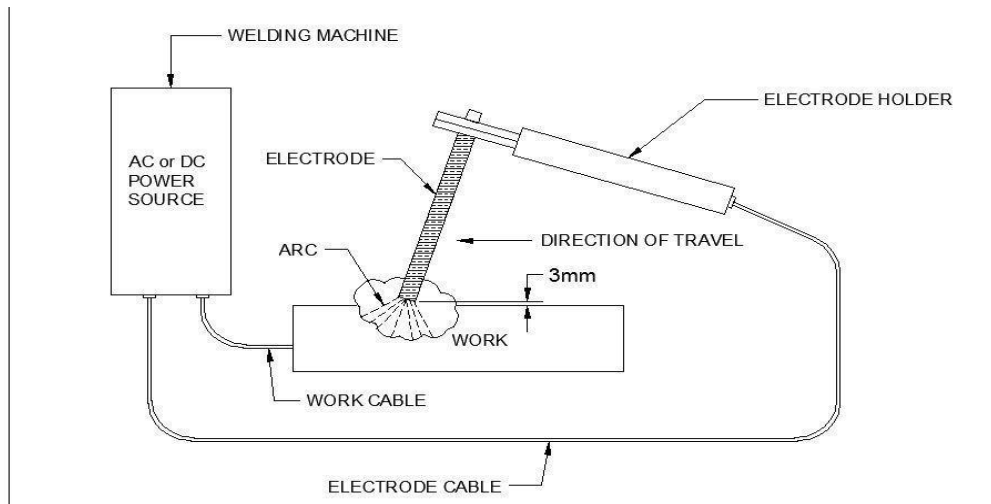 WELDING MACHINE
ELECTRODE HOLDER
AC or DC
POWER
SOURCE
ELECTRODE
DIRECTION OF TRAVEL
ARC
3mm
WORK
WORK CABLE
ELECTRODE CABLE